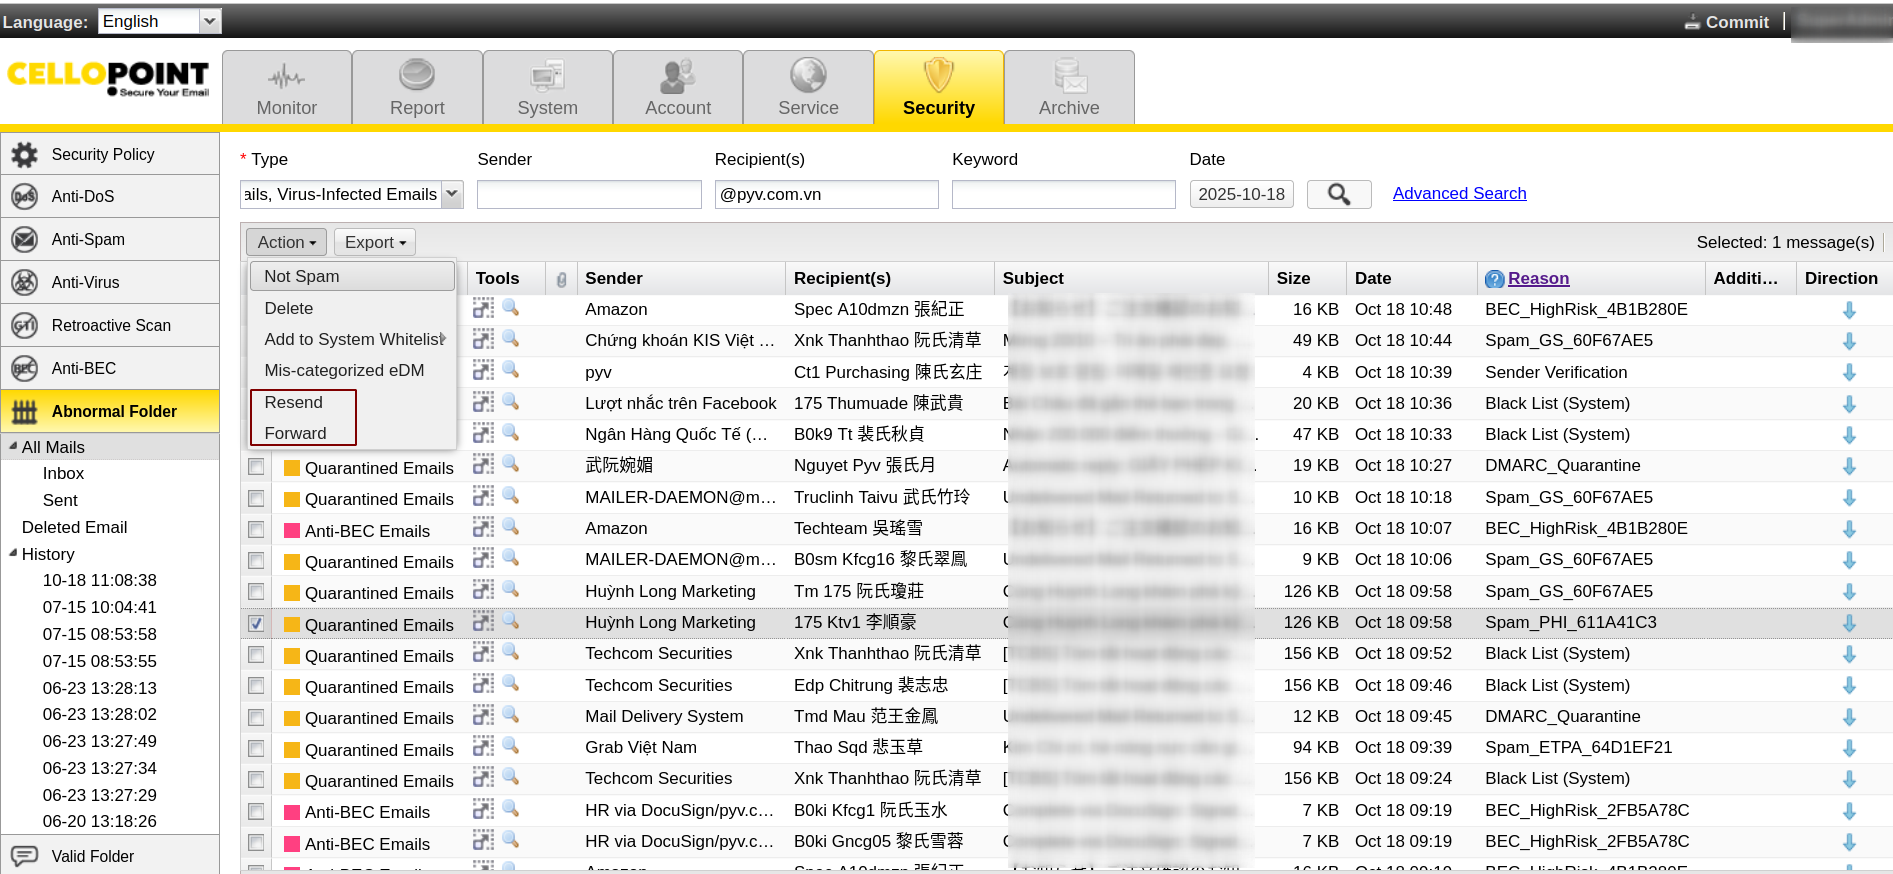 Language: English
Commit
CELLOPOINT
Secure Your Email
Monitor Report System Account Service Security Archive
Security Policy
Anti-DoS
Anti-Spam
Anti-Virus
Retroactive Scan
Anti-BEC
Abnormal Folder
All Mails
Inbox
Sent
Deleted Email
History
10-18 11:08:38
07-15 10:04:41
07-15 08:53:58
07-15 08:53:55
06-23 13:28:13
06-23 13:28:02
06-23 13:27:49
06-23 13:27:34
06-23 13:27:29
06-20 13:18:26
Valid Folder
* Type Sender Recipient(s) Keyword Date
ails, Virus-Infected Emails @pyv.com.vn 2025-10-18 Advanced Search
Action Export Selected: 1 message(s)
Not Spam
Delete
Add to System Whitelist
Mis-categorized eDM
Resend
Forward
Tools Sender Recipient(s) Subject Size Date Reason Additi... Direction
Amazon Spec A10dmzn 張紀正 16 KB Oct 18 10:48 BEC_HighRisk_4B1B280E
Chứng khoán KIS Việt ... Xnk Thanhthao 阮氏清草 49 KB Oct 18 10:44 Spam_GS_60F67AE5
pyv Ct1 Purchasing 陳氏玄庄 4 KB Oct 18 10:39 Sender Verification
Lượt nhắc trên Facebook 175 Thumuade 陳武貴 20 KB Oct 18 10:36 Black List (System)
Ngân Hàng Quốc Tế (... B0k9 Tt 裴氏秋貞 47 KB Oct 18 10:33 Black List (System)
Quarantined Emails 武阮婉媚 Nguyet Pyv 張氏月 19 KB Oct 18 10:27 DMARC_Quarantine
Quarantined Emails MAILER-DAEMON@m... Truclinh Taivu 武氏竹玲 10 KB Oct 18 10:18 Spam_GS_60F67AE5
Anti-BEC Emails Amazon Techteam 吳瑤雪 16 KB Oct 18 10:07 BEC_HighRisk_4B1B280E
Quarantined Emails MAILER-DAEMON@m... B0sm Kfcg16 黎氏翠鳳 9 KB Oct 18 10:06 Spam_GS_60F67AE5
Quarantined Emails Huỳnh Long Marketing Tm 175 阮氏瓊莊 126 KB Oct 18 09:58 Spam_GS_60F67AE5
Quarantined Emails Huỳnh Long Marketing 175 Ktv1 李順豪 126 KB Oct 18 09:58 Spam_PHI_611A41C3
Quarantined Emails Techcom Securities Xnk Thanhthao 阮氏清草 156 KB Oct 18 09:52 Black List (System)
Quarantined Emails Techcom Securities Edp Chitrung 裴志忠 156 KB Oct 18 09:46 Black List (System)
Quarantined Emails Mail Delivery System Tmd Mau 范王金鳳 12 KB Oct 18 09:45 DMARC_Quarantine
Quarantined Emails Grab Việt Nam Thao Sqd 悲玉草 94 KB Oct 18 09:39 Spam_ETPA_64D1EF21
Quarantined Emails Techcom Securities Xnk Thanhthao 阮氏清草 156 KB Oct 18 09:24 Black List (System)
Anti-BEC Emails HR via DocuSign/pyv.c... B0ki Kfcg1 阮氏玉水 7 KB Oct 18 09:19 BEC_HighRisk_2FB5A78C
Anti-BEC Emails HR via DocuSign/pyv.c... B0ki Gncg05 黎氏雪蓉 7 KB Oct 18 09:19 BEC_HighRisk_2FB5A78C